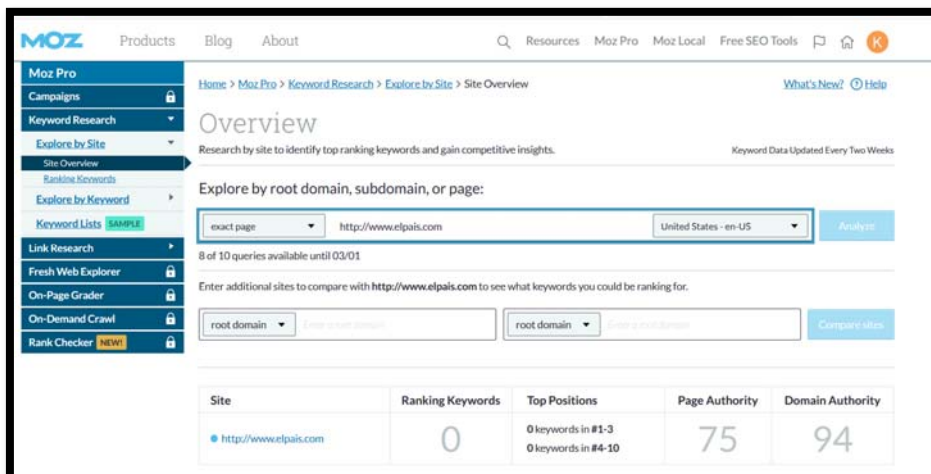 MOZ Products Blog About Resources Moz Pro Moz Local Free SEO Tools K
Moz Pro
Campaigns
Keyword Research
Explore by Site
Site Overview
Ranking Keywords
Explore by Keyword
Keyword Lists SAMPLE
Link Research
Fresh Web Explorer
On-Page Grader
On-Demand Crawl
Rank Checker NEW!
Home > Moz Pro > Keyword Research > Explore by Site > Site Overview What's New? ? Help
Overview
Research by site to identify top ranking keywords and gain competitive insights. Keyword Data Updated Every Two Weeks
Explore by root domain, subdomain, or page:
exact page http://www.elpais.com United States - en-US Analyze
8 of 10 queries available until 03/01
Enter additional sites to compare with http://www.elpais.com to see what keywords you could be ranking for.
root domain Enter a root domain root domain Enter a root domain Compare sites
Site Ranking Keywords Top Positions Page Authority Domain Authority
http://www.elpais.com 0 0 keywords in #1-3 75 94
0 keywords in #4-10